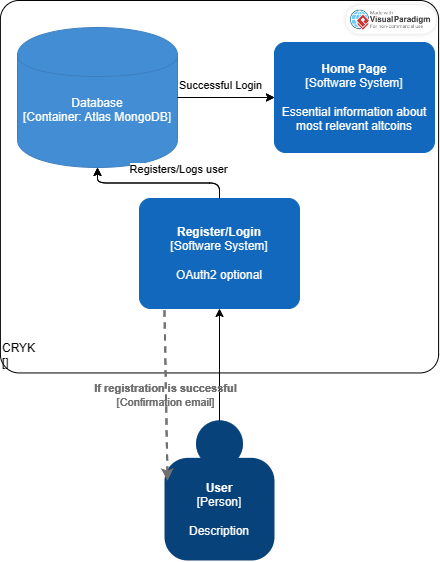 Made with
VisualParadigm
For non-commercial use
Database
[Container: Atlas MongoDB]
Successful Login
Home Page
[Software System]
Essential information about
most relevant altcoins
Registers/Logs user
Register/Login
[Software System]
OAuth2 optional
CRYK
[]
If registration is successful
[Confirmation email]
User
[Person]
Description